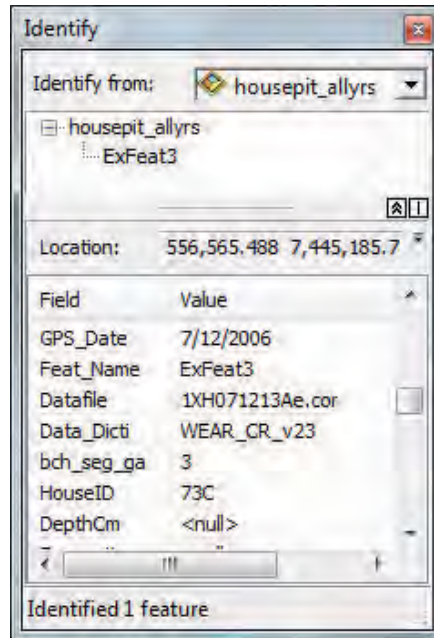 Identify
Identify from: housepit_allyrs
housepit_allyrs
ExFeat3
Location: 556,565.488 7,445,185.7
Field Value
GPS_Date 7/12/2006
Feat_Name ExFeat3
Datafile 1XH071213Ae.cor
Data_Dicti WEAR_CR_v23
bch_seg_ga 3
HouseID 73C
DepthCm <null>
Identified 1 feature